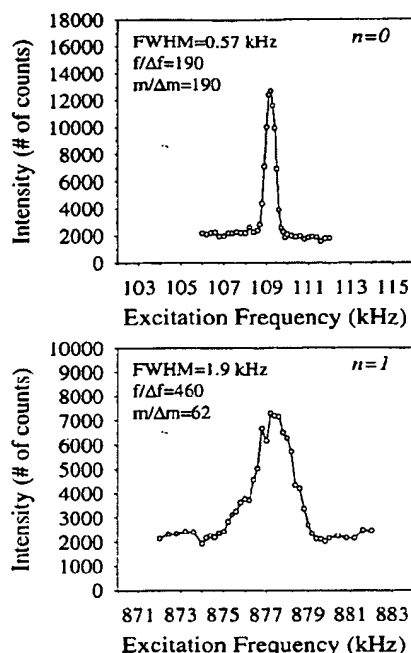 18000
16000
14000
12000
10000
8000
6000
4000
2000
0
Intensity (# of counts)
FWHM=0.57 kHz
f/Δf=190
m/Δm=190
n=0
103 105 107 109 111 113 115
Excitation Frequency (kHz)
10000
9000
8000
7000
6000
5000
4000
3000
2000
1000
0
Intensity (# of counts)
FWHM=1.9 kHz
f/Δf=460
m/Δm=62
n=1
871 873 875 877 879 881 883
Excitation Frequency (kHz)